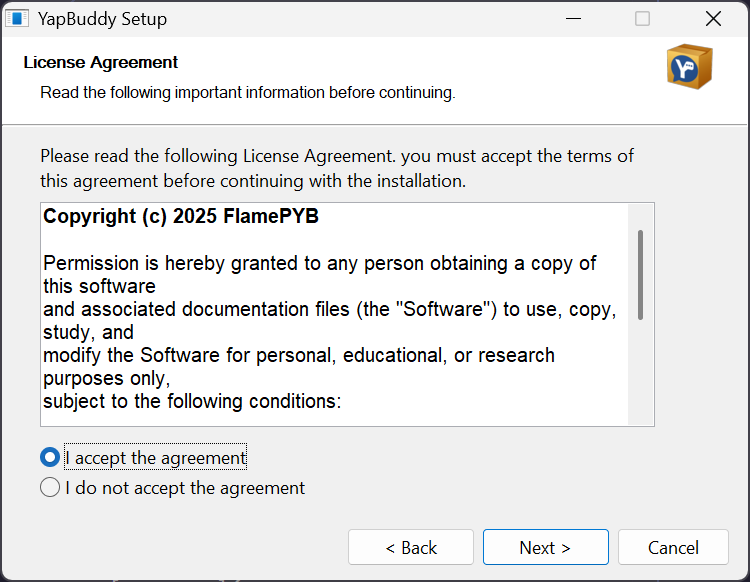 YapBuddy Setup
License Agreement
Read the following important information before continuing.
Please read the following License Agreement. you must accept the terms of
this agreement before continuing with the installation.
Copyright (c) 2025 FlamePYB
Permission is hereby granted to any person obtaining a copy of
this software
and associated documentation files (the "Software") to use, copy,
study, and
modify the Software for personal, educational, or research
purposes only,
subject to the following conditions:
I accept the agreement
I do not accept the agreement
< Back
Next >
Cancel